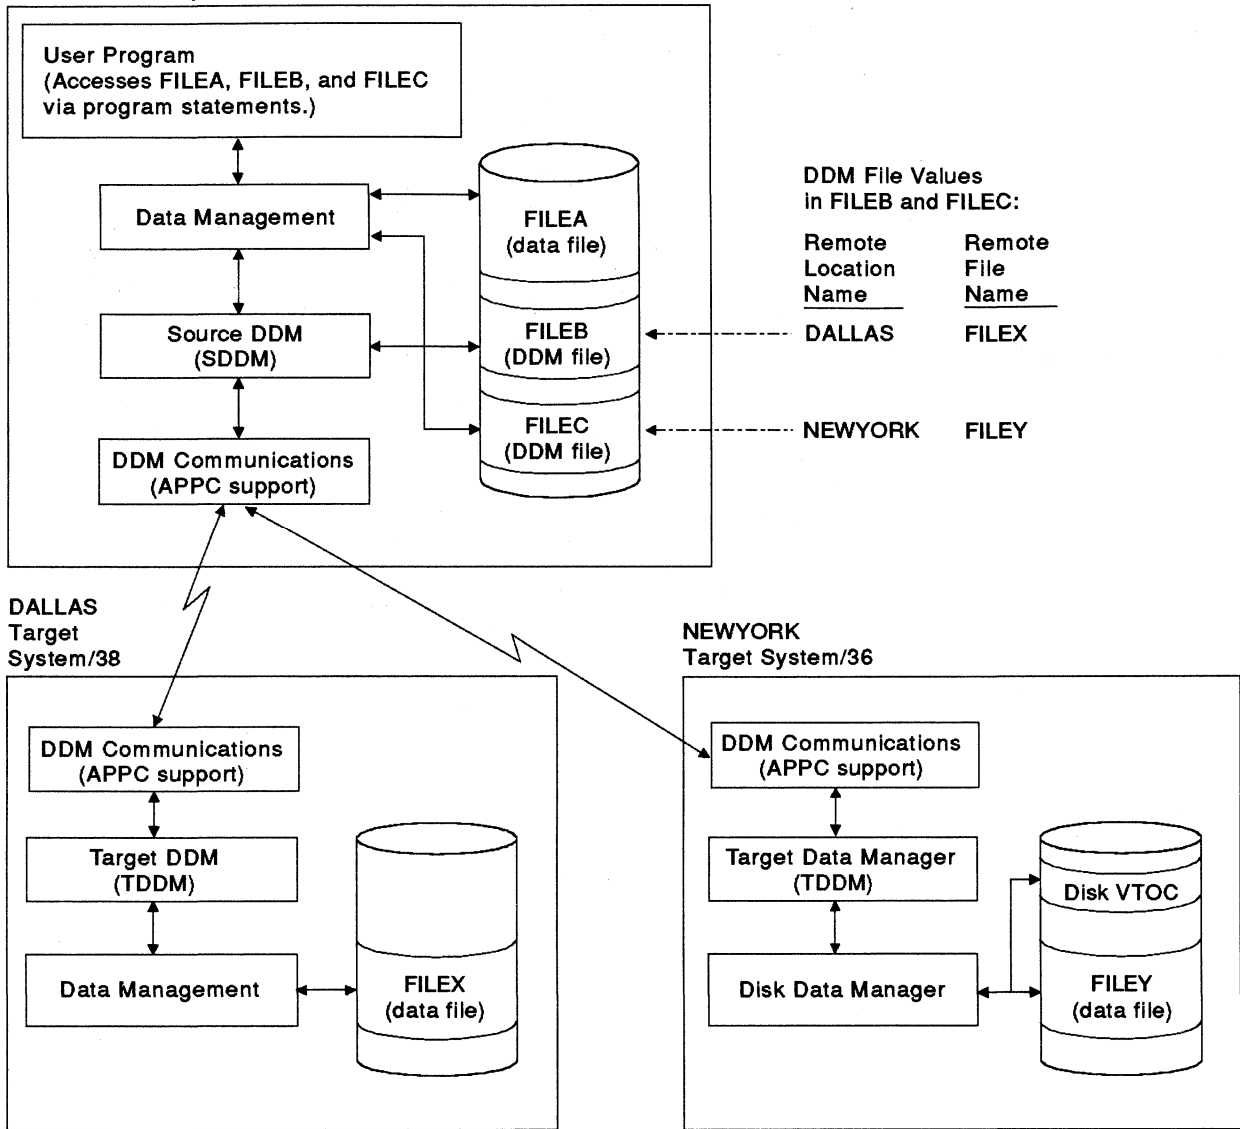 User Program
(Accesses FILEA, FILEB, and FILEC
via program statements.)
Data Management
FILEA
(data file)
Source DDM
(SDDM)
FILEB
(DDM file)
DDM Communications
(APPC support)
FILEC
(DDM file)
DDM File Values
in FILEB and FILEC:
Remote Remote
Location File
Name Name
DALLAS FILEX
NEWYORK FILEY
DALLAS
Target
System/38
DDM Communications
(APPC support)
Target DDM
(TDDM)
Data Management
FILEX
(data file)
NEWYORK
Target System/36
DDM Communications
(APPC support)
Target Data Manager
(TDDM)
Disk VTOC
Disk Data Manager
FILEY
(data file)